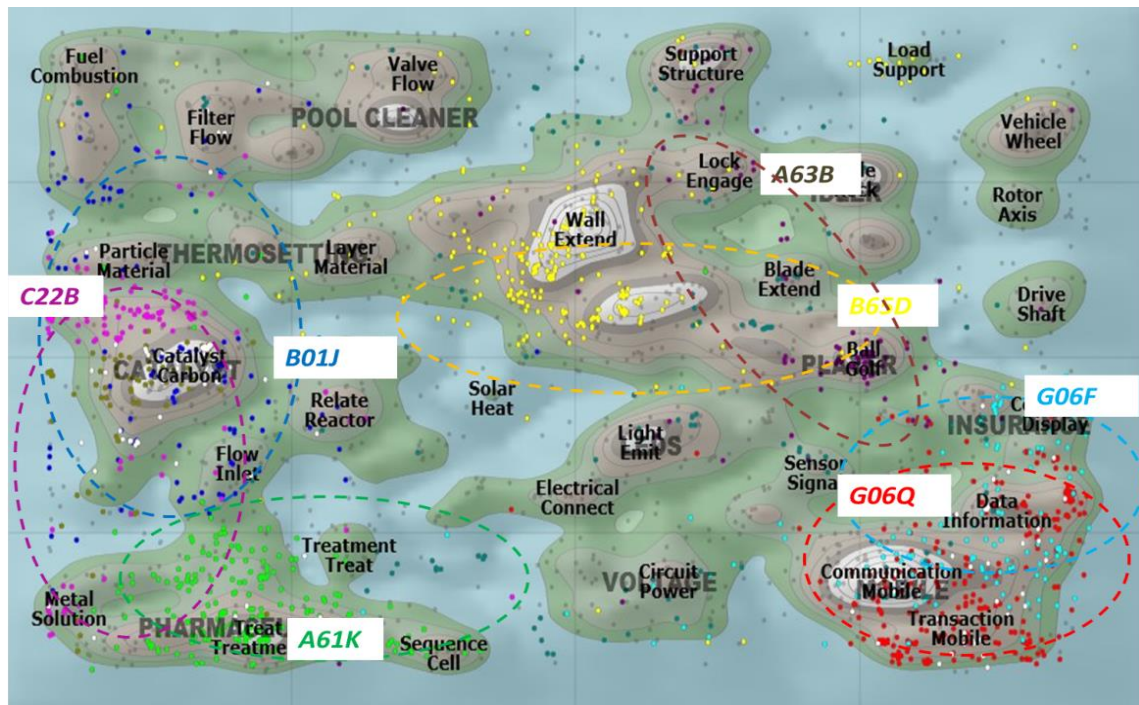 Fuel
Combustion
Valve
Flow
Support
Structure
Load
Support
Filter
Flow
POOL CLEANER
Vehicle
Wheel
Lock
Engage
A63B
Rotor
Axis
Wall
Extend
Particle
Material
THERMOSETTING
Layer
Material
Blade
Extend
C22B
B65D
Drive
Shaft
Catalyst
Carbon
B01J
Ball
Golf
Solar
Heat
Relate
Reactor
G06F
Display
Light
Emit
Flow
Inlet
Sensor
Electrical
Connect
G06Q
Data
Information
Treatment
Treat
Circuit
Power
VOLTAGE
Communication
Mobile
Metal
Solution
Treat
A61K
Sequence
Cell
Transaction
Mobile